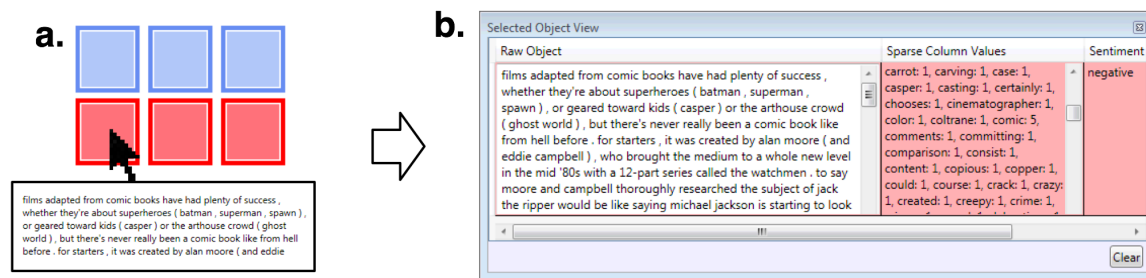 a.
films adapted from comic books have had plenty of success ,
whether they're about superheroes ( batman , superman , spawn ) ,
or geared toward kids ( casper ) or the arthouse crowd ( ghost
world ) , but there's never really been a comic book like from hell
before . for starters , it was created by alan moore ( and eddie
b.
Selected Object View
Raw Object
films adapted from comic books have had plenty of success ,
whether they're about superheroes ( batman , superman ,
spawn ) , or geared toward kids ( casper ) or the arthouse crowd
( ghost world ) , but there's never really been a comic book like
from hell before . for starters , it was created by alan moore ( and
eddie campbell ) , who brought the medium to a whole new level
in the mid '80s with a 12-part series called the watchmen . to say
moore and campbell thoroughly researched the subject of jack
the ripper would be like saying michael jackson is starting to look
Sparse Column Values
carrot: 1, carving: 1, case: 1,
casper: 1, casting: 1, certainly: 1,
chooses: 1, cinematographer: 1,
color: 1, coltrane: 1, comic: 5,
comments: 1, committing: 1,
comparison: 1, consist: 1,
content: 1, copious: 1, copper: 1,
could: 1, course: 1, crack: 1, crazy:
1, created: 1, creepy: 1, crime: 1,
Sentiment
negative
Clear